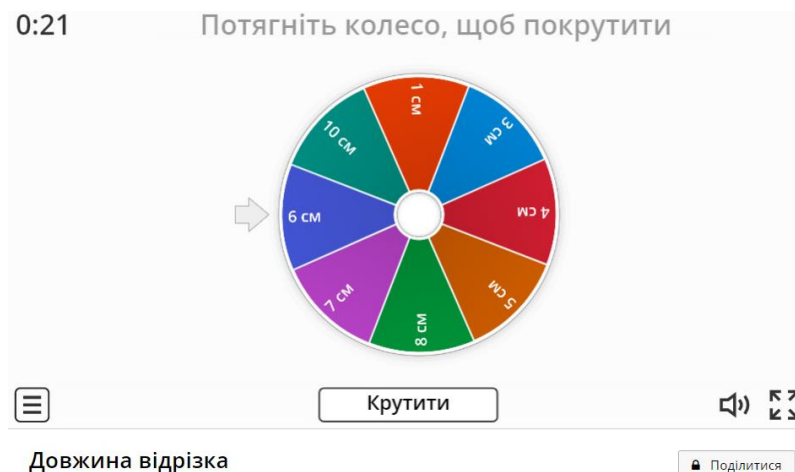 0:21
Потягніть колесо, щоб покрутити
1 см
3 см
4 см
5 см
8 см
7 см
6 см
10 см
Крутити
Довжина відрізка
Поділитися